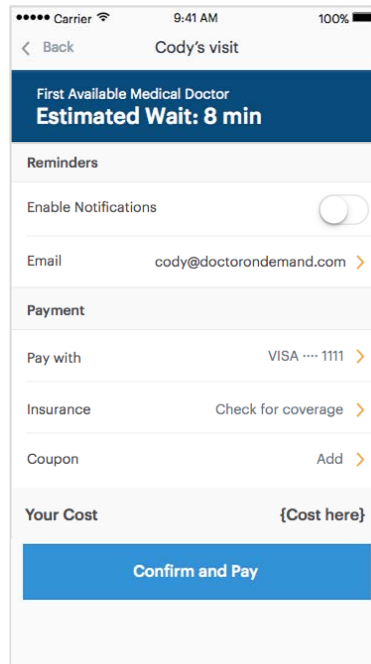 ••••• Carrier 9:41 AM 100%
Back Cody's visit
First Available Medical Doctor
Estimated Wait: 8 min
Reminders
Enable Notifications
Email cody@doctorondemand.com
Payment
Pay with VISA ···· 1111
Insurance Check for coverage
Coupon Add
Your Cost {Cost here}
Confirm and Pay